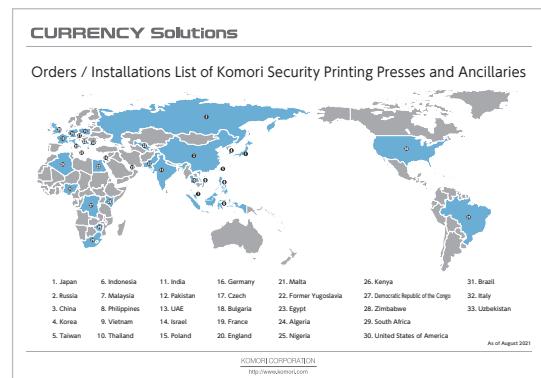 CURRENCY Solutions
Orders / Installations List of Komori Security Printing Presses and Ancillaries
1. Japan
2. Russia
3. China
4. Korea
5. Taiwan
6. Indonesia
7. Malaysia
8. Philippines
9. Vietnam
10. Thailand
11. India
12. Pakistan
13. UAE
14. Israel
15. Poland
16. Germany
17. Czech
18. Bulgaria
19. France
20. England
21. Malta
22. Former Yugoslavia
23. Egypt
24. Algeria
25. Nigeria
26. Kenya
27. Democratic Republic of the Congo
28. Zimbabwe
29. South Africa
30. United States of America
31. Brazil
32. Italy
33. Uzbekistan
As of August 2021
KOMORI CORPORATION
http://www.komori.com